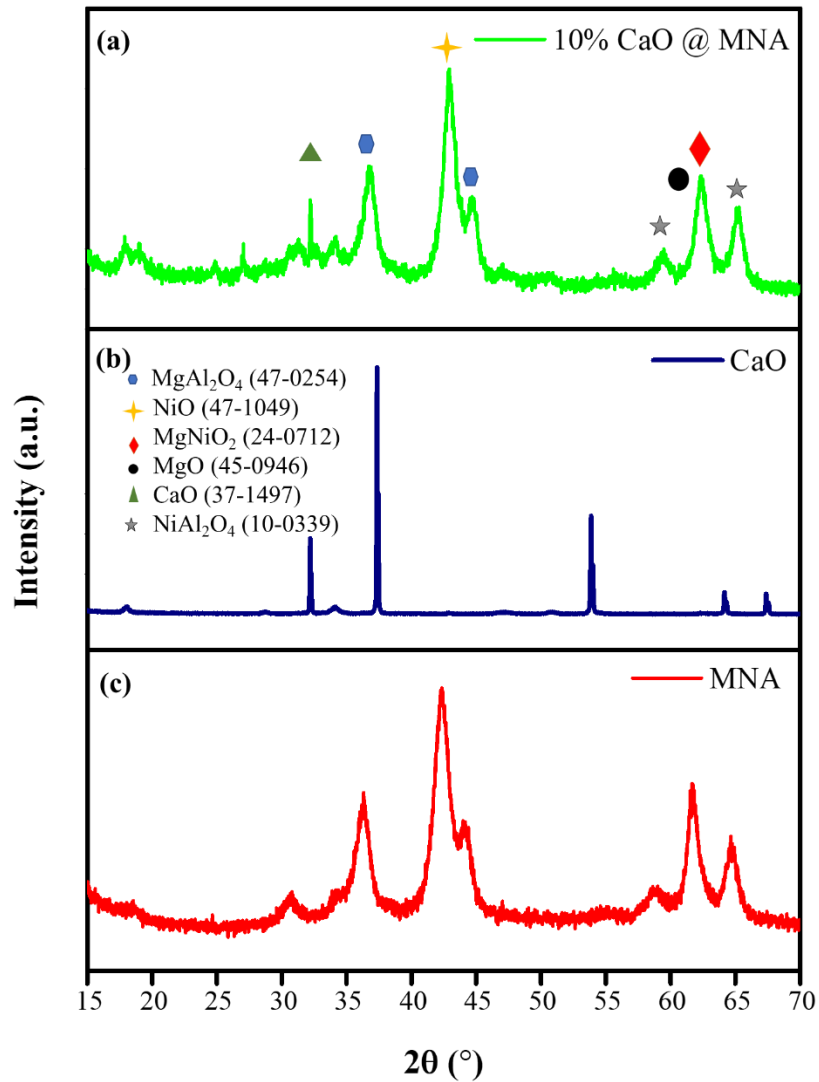 (a)
10% CaO @ MNA
(b)
CaO
MgAl₂O₄ (47-0254)
NiO (47-1049)
MgNiO₂ (24-0712)
MgO (45-0946)
CaO (37-1497)
NiAl₂O₄ (10-0339)
Intensity (a.u.)
(c)
MNA
15 20 25 30 35 40 45 50 55 60 65 70
2θ (°)